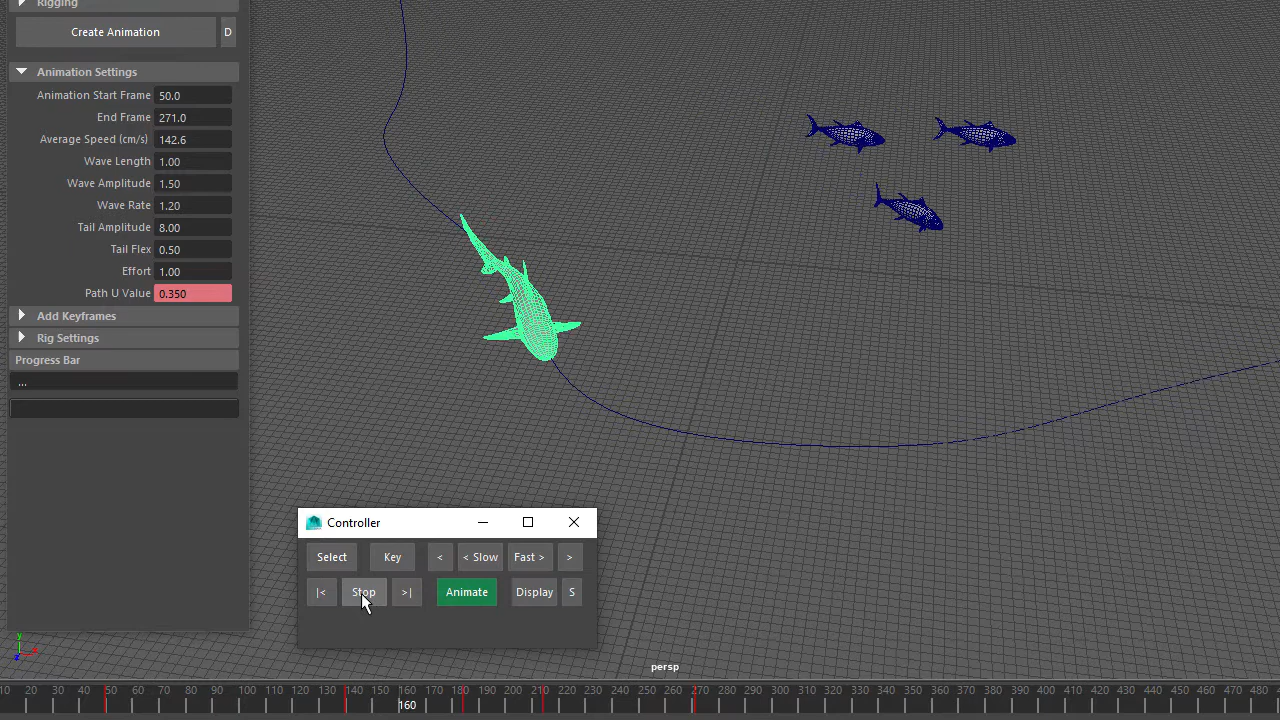 Rigging
Create Animation D
Animation Settings
Animation Start Frame 50.0
End Frame 271.0
Average Speed (cm/s) 142.6
Wave Length 1.00
Wave Amplitude 1.50
Wave Rate 1.20
Tail Amplitude 8.00
Tail Flex 0.50
Effort 1.00
Path U Value 0.350
Add Keyframes
Rig Settings
Progress Bar
...
Controller
Select Key < < Slow Fast > >
|< Stop >| Animate Display S
y
x
z
persp
10 20 30 40 50 60 70 80 90 100 110 120 130 140 150 160 170 180 190 200 210 220 230 240 250 260 270 280 290 300 310 320 330 340 350 360 370 380 390 400 410 420 430 440 450 460 470 480
160